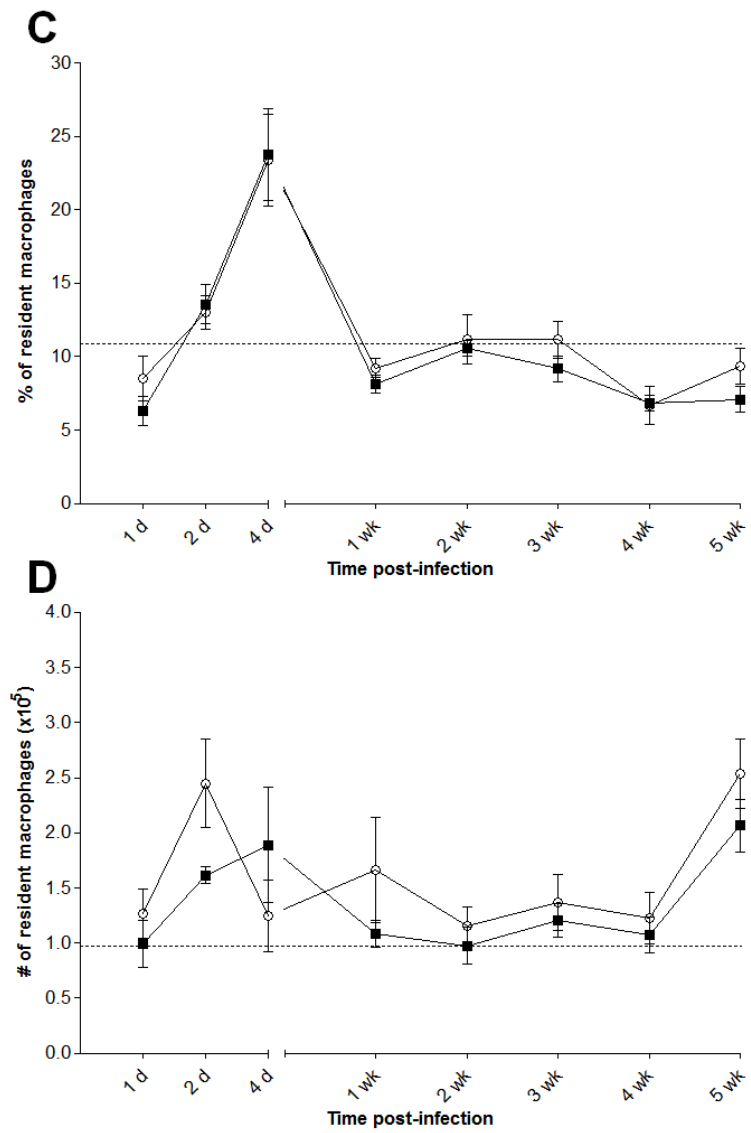 C
30
25
20
15
10
5
0
% of resident macrophages
1 d 2 d 4 d 1 wk 2 wk 3 wk 4 wk 5 wk
Time post-infection
D
4.0
3.5
3.0
2.5
2.0
1.5
1.0
0.5
0.0
# of resident macrophages (x10⁵)
1 d 2 d 4 d 1 wk 2 wk 3 wk 4 wk 5 wk
Time post-infection